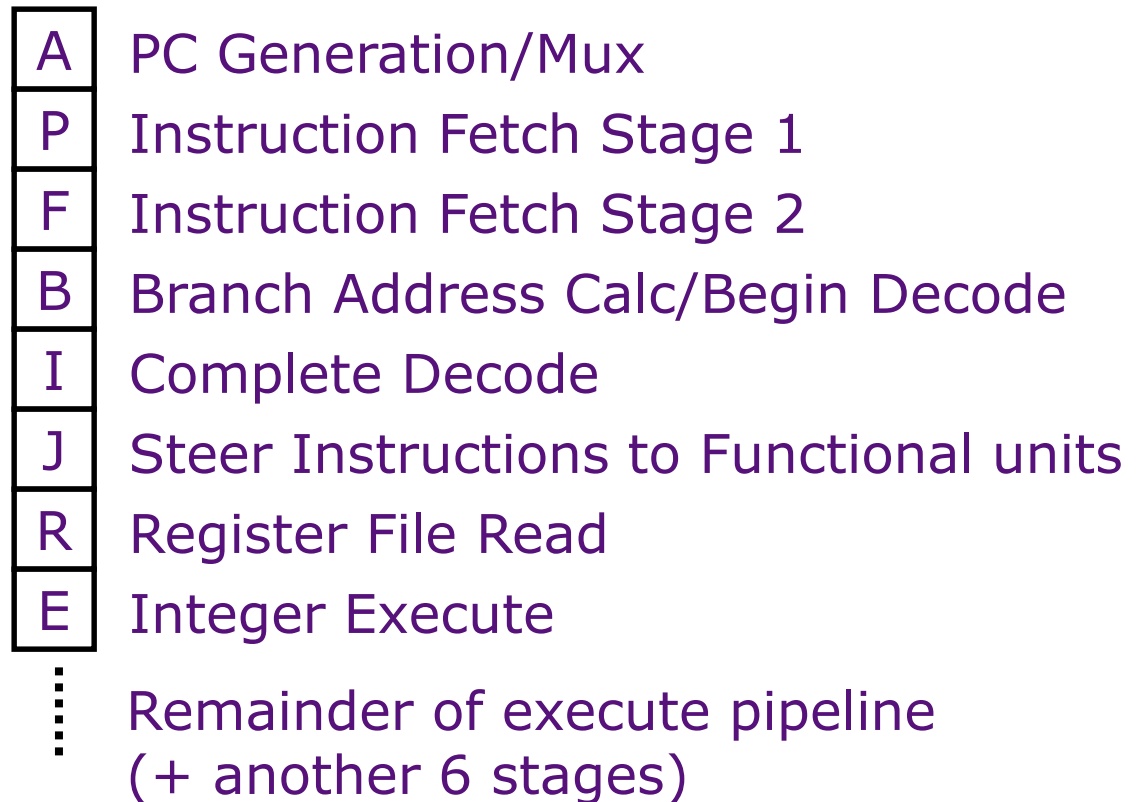 A PC Generation/Mux
P Instruction Fetch Stage 1
F Instruction Fetch Stage 2
B Branch Address Calc/Begin Decode
I Complete Decode
J Steer Instructions to Functional units
R Register File Read
E Integer Execute
Remainder of execute pipeline
(+ another 6 stages)